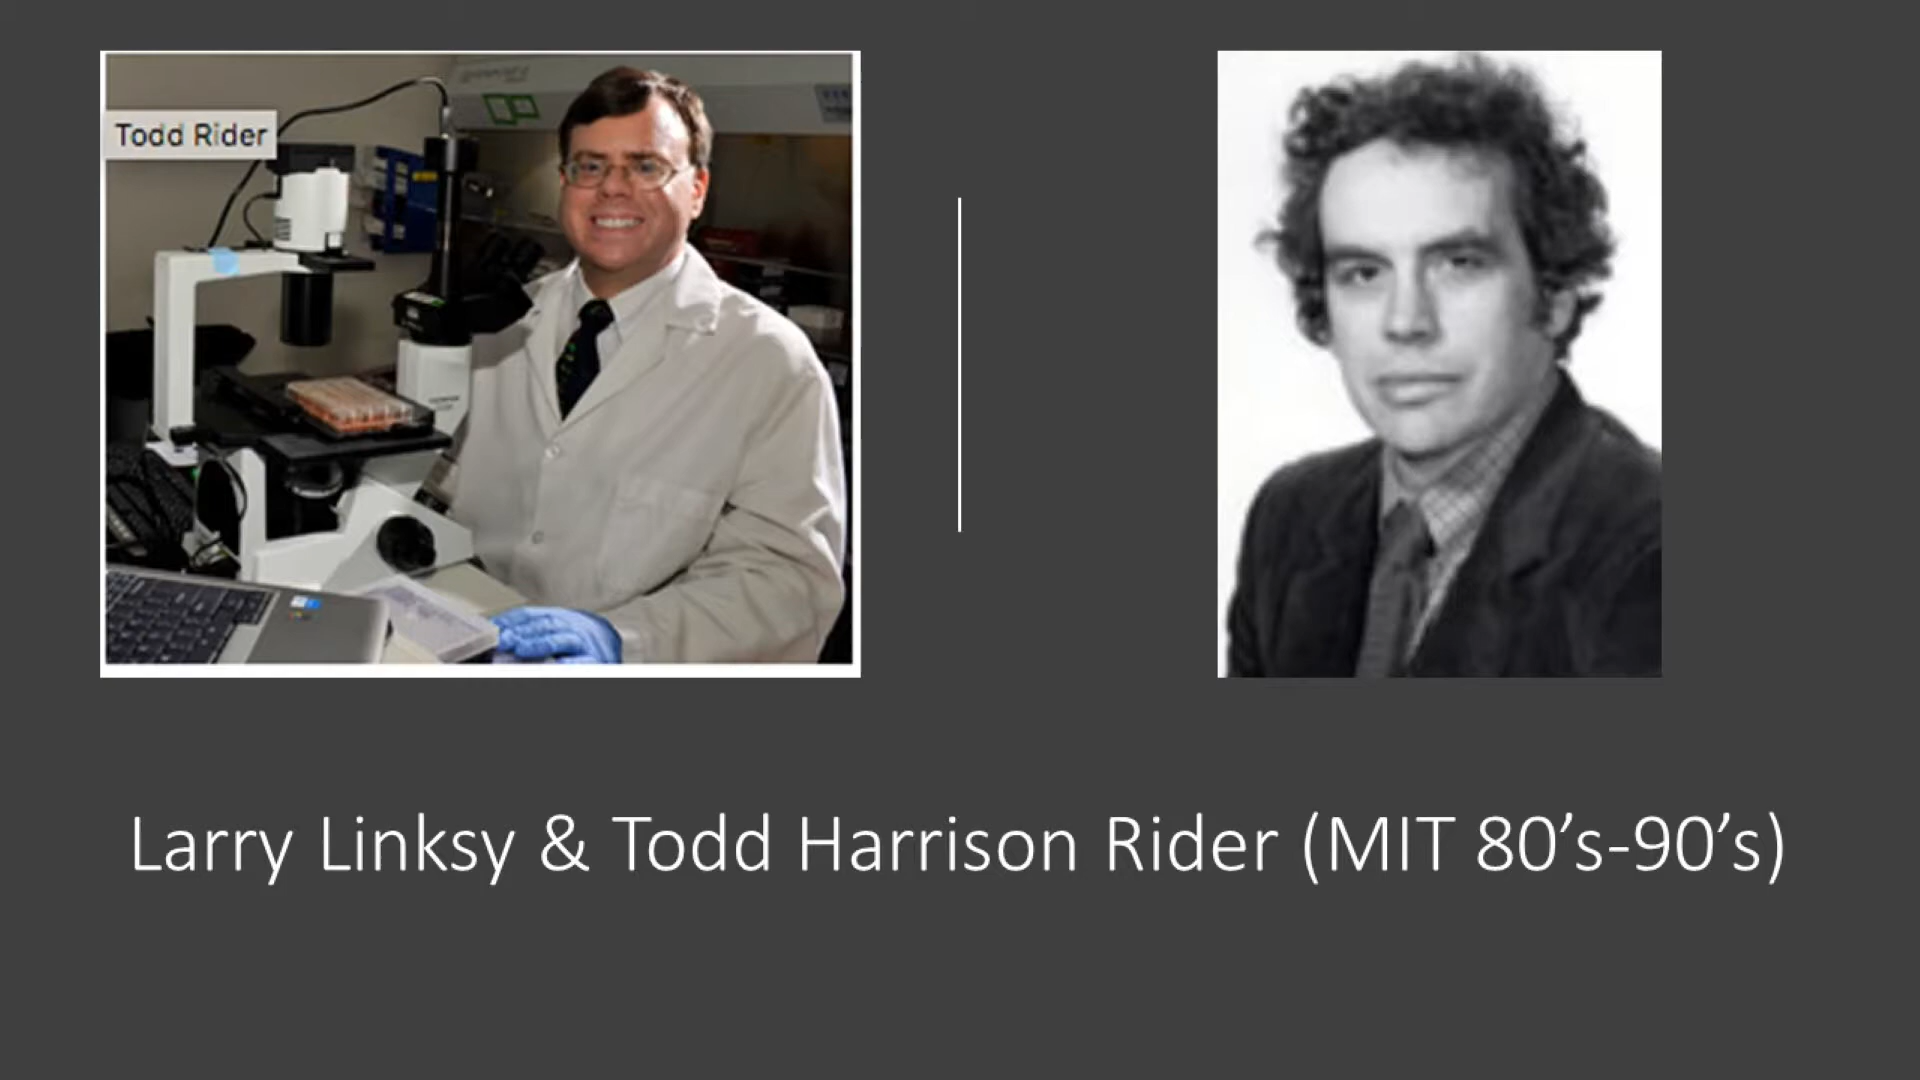 Todd Rider
Larry Linksy & Todd Harrison Rider (MIT 80’s-90’s)